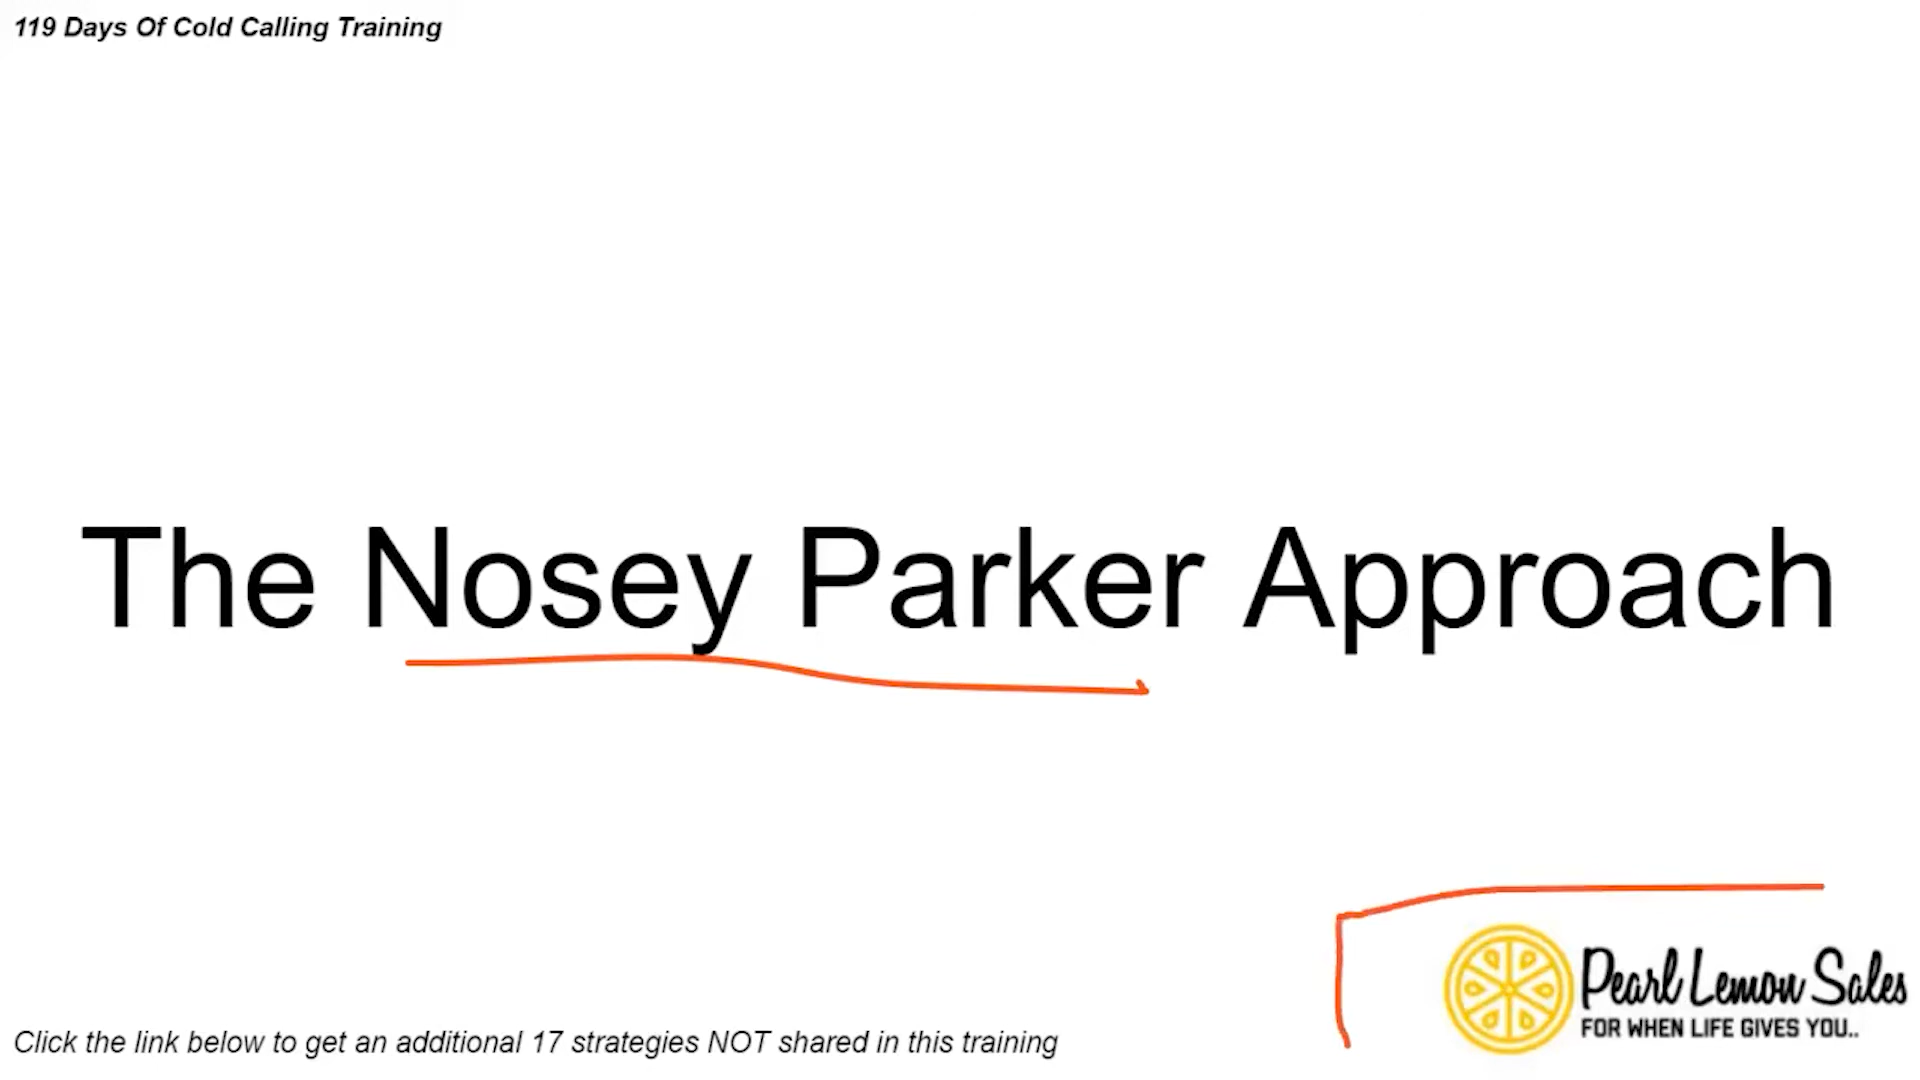 119 Days Of Cold Calling Training
The Nosey Parker Approach
Pearl Lemon Sales
FOR WHEN LIFE GIVES YOU..
Click the link below to get an additional 17 strategies NOT shared in this training